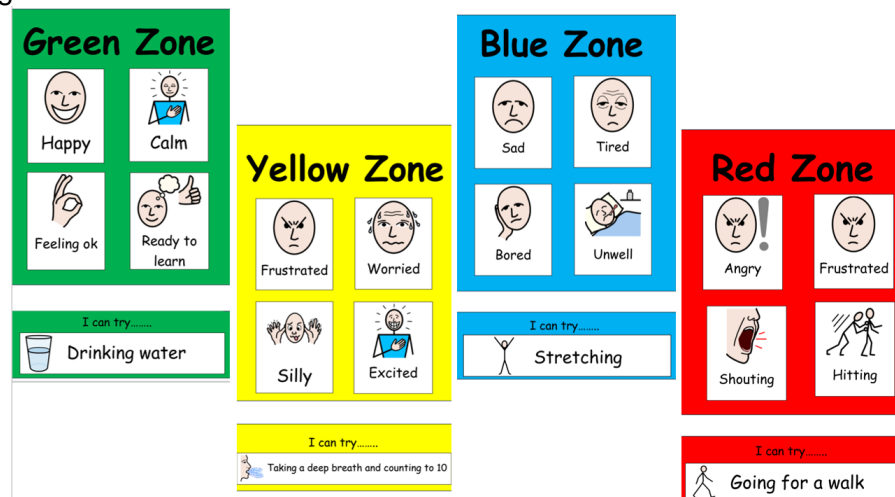 Green Zone
Happy
Calm
Feeling ok
Ready to
learn
I can try........
Drinking water
Yellow Zone
Frustrated
Worried
Silly
Excited
I can try........
Taking a deep breath and counting to 10
Blue Zone
Sad
Tired
Bored
Unwell
I can try........
Stretching
Red Zone
Angry
Frustrated
Shouting
Hitting
I can try........
Going for a walk